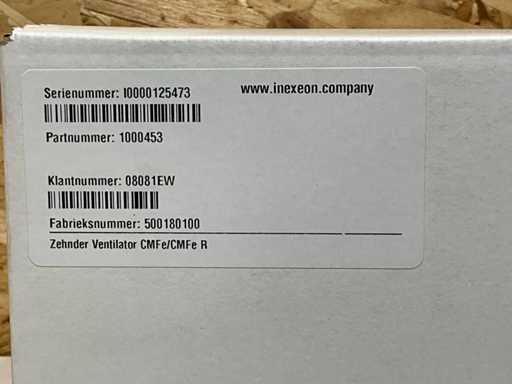 Serienummer: I0000125473
www.inexeon.company
Partnummer: 1000453
Klantnummer: 08081EW
Fabrieksnummer: 500180100
Zehnder Ventilator CMFe/CMFe R